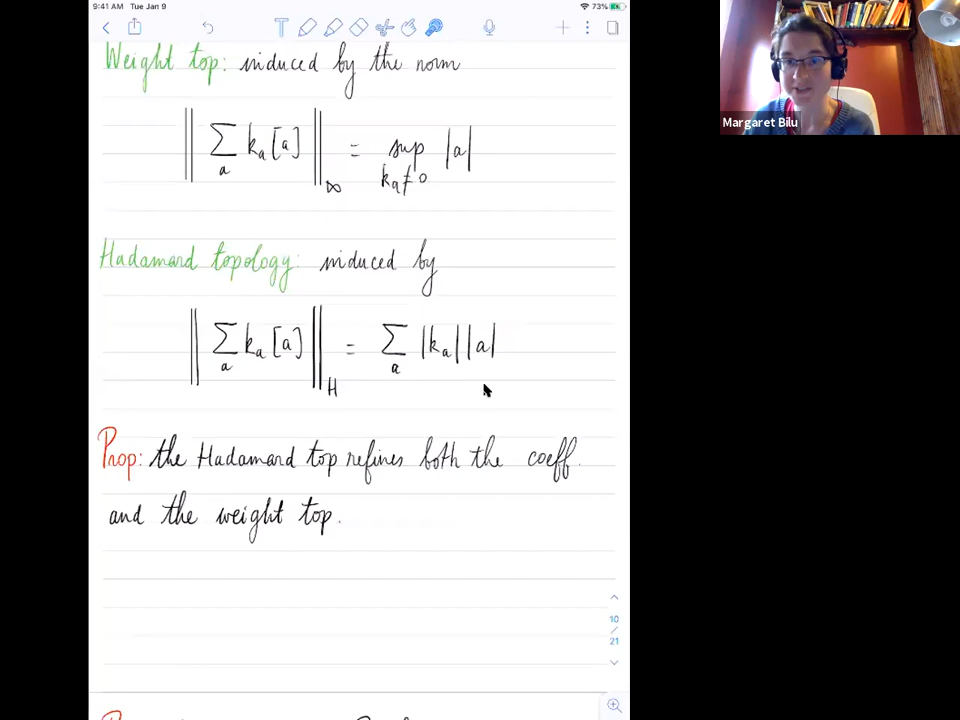 9:41 AM Tue Jan 9
73%
Weight top: induced by the norm
‖ ∑_a k_a [a] ‖_∞ = sup_{k_a ≠ 0} |a|
Hadamard topology: induced by
‖ ∑_a k_a [a] ‖_H = ∑_a |k_a| |a|
Prop: the Hadamard top refines both the coeff.
and the weight top.
10
/
21
Margaret Bilu